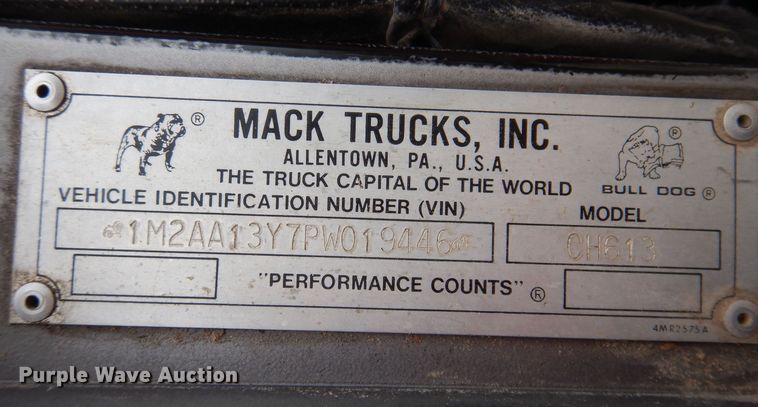 MACK TRUCKS, INC.
ALLENTOWN, PA., U.S.A.
THE TRUCK CAPITAL OF THE WORLD
BULL DOG ®
VEHICLE IDENTIFICATION NUMBER (VIN)
MODEL
1M2AA13Y7PW019446
CH613
"PERFORMANCE COUNTS" ®
4MR2575A
Purple Wave Auction